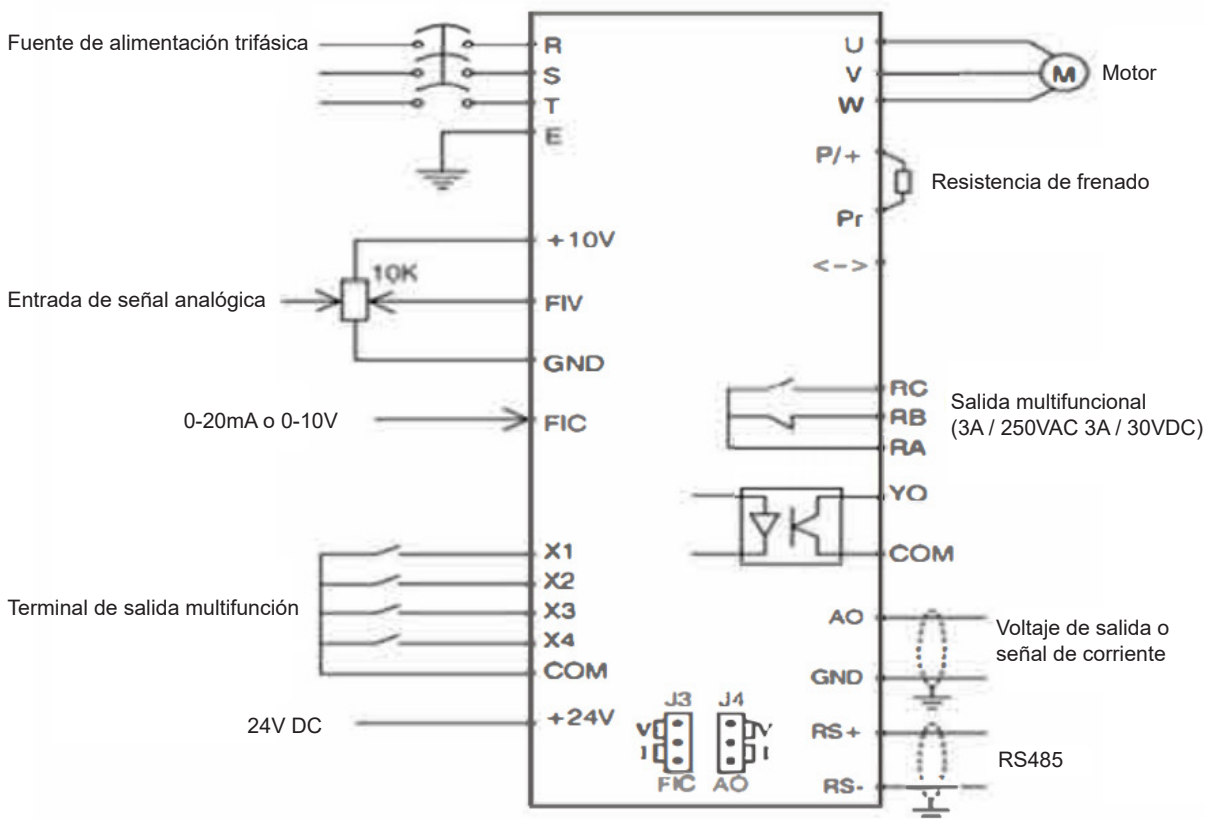 Fuente de alimentación trifásica
R
S
T
E
U
V
W
M
Motor
P/+
Pr
<->
Resistencia de frenado
+10V
10K
Entrada de señal analógica
FIV
GND
0-20mA o 0-10V
FIC
RC
RB
RA
Salida multifuncional
(3A / 250VAC 3A / 30VDC)
YO
COM
X1
X2
X3
X4
COM
Terminal de salida multifunción
24V DC
+24V
AO
GND
Voltaje de salida o
señal de corriente
J3 J4
V V
I I
FIC AO
RS+
RS-
RS485